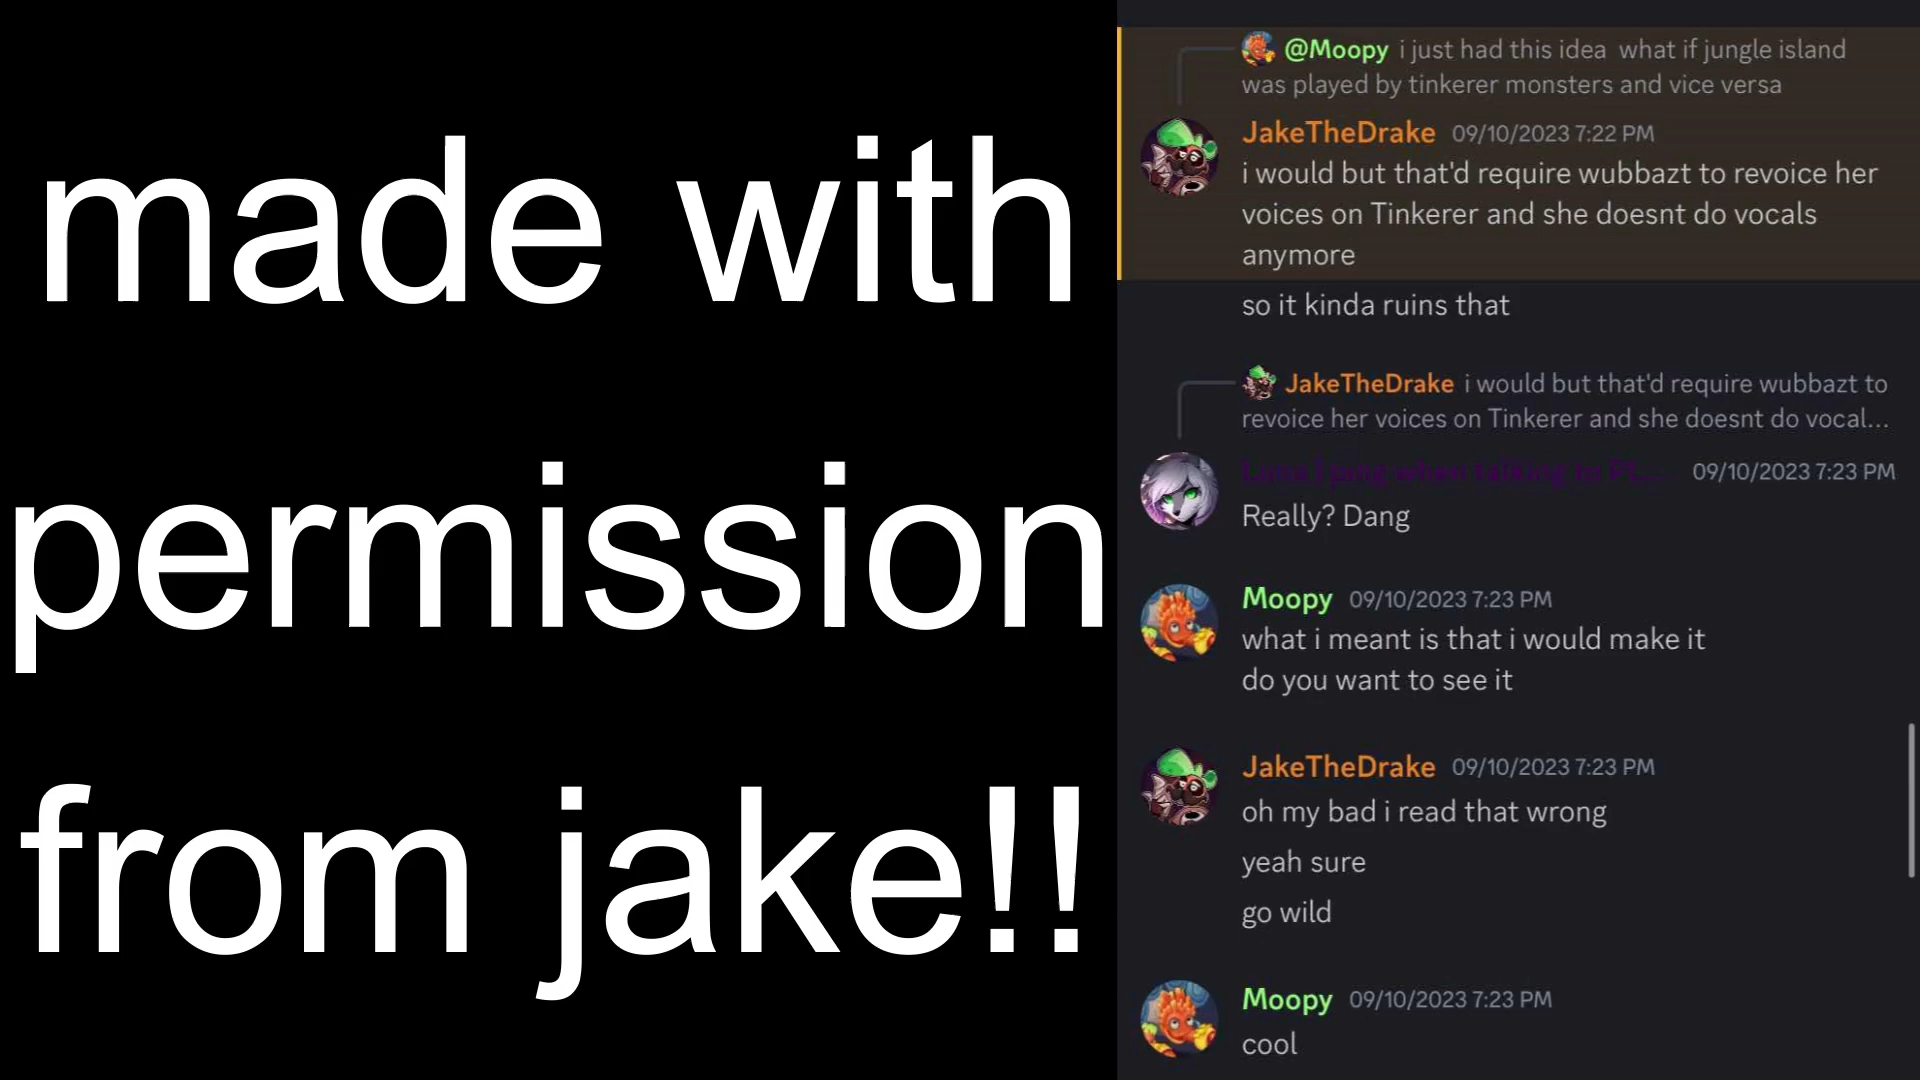 made with
permission
from jake!!
@Moopy i just had this idea what if jungle island
was played by tinkerer monsters and vice versa
JakeTheDrake 09/10/2023 7:22 PM
i would but that'd require wubbazt to revoice her
voices on Tinkerer and she doesnt do vocals
anymore
so it kinda ruins that
JakeTheDrake i would but that'd require wubbazt to
revoice her voices on Tinkerer and she doesnt do vocal...
Luna | ping when talking to Pl... 09/10/2023 7:23 PM
Really? Dang
Moopy 09/10/2023 7:23 PM
what i meant is that i would make it
do you want to see it
JakeTheDrake 09/10/2023 7:23 PM
oh my bad i read that wrong
yeah sure
go wild
Moopy 09/10/2023 7:23 PM
cool